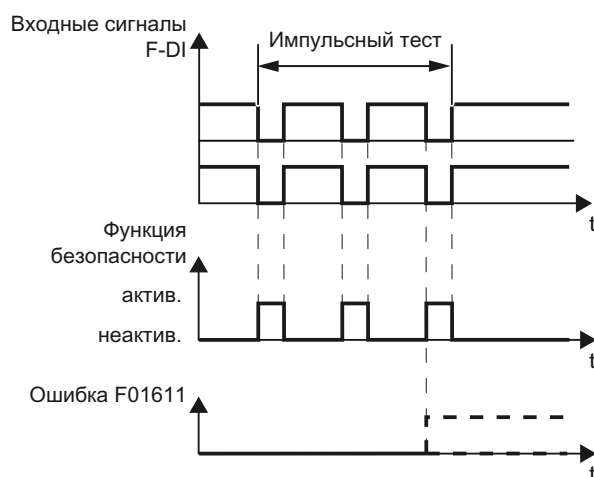 Входные сигналы
F-DI
Импульсный тест
t
Функция
безопасности
актив.
неактив.
t
Ошибка F01611
t